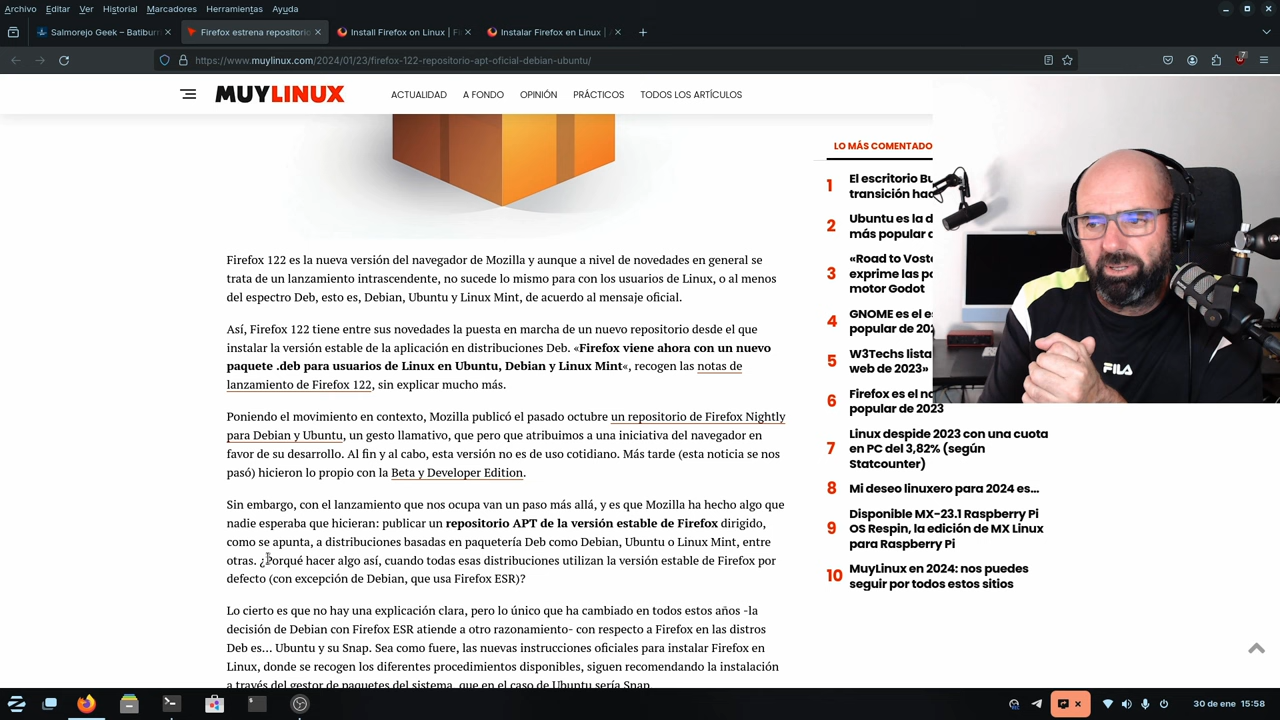 Archivo Editar Ver Historial Marcadores Herramientas Ayuda
Salmorejo Geek – Batibur
Firefox estrena repositorio
Install Firefox on Linux | F
Instalar Firefox en Linux | A
https://www.muylinux.com/2024/01/23/firefox-122-repositorio-apt-oficial-debian-ubuntu/
7
MUYLINUX
ACTUALIDAD A FONDO OPINIÓN PRÁCTICOS TODOS LOS ARTÍCULOS
Firefox 122 es la nueva versión del navegador de Mozilla y aunque a nivel de novedades en general se
trata de un lanzamiento intrascendente, no sucede lo mismo para con los usuarios de Linux, o al menos
del espectro Deb, esto es, Debian, Ubuntu y Linux Mint, de acuerdo al mensaje oficial.
Así, Firefox 122 tiene entre sus novedades la puesta en marcha de un nuevo repositorio desde el que
instalar la versión estable de la aplicación en distribuciones Deb. «Firefox viene ahora con un nuevo
paquete .deb para usuarios de Linux en Ubuntu, Debian y Linux Mint«, recogen las notas de
lanzamiento de Firefox 122, sin explicar mucho más.
Poniendo el movimiento en contexto, Mozilla publicó el pasado octubre un repositorio de Firefox Nightly
para Debian y Ubuntu, un gesto llamativo, que pero que atribuimos a una iniciativa del navegador en
favor de su desarrollo. Al fin y al cabo, esta versión no es de uso cotidiano. Más tarde (esta noticia se nos
pasó) hicieron lo propio con la Beta y Developer Edition.
Sin embargo, con el lanzamiento que nos ocupa van un paso más allá, y es que Mozilla ha hecho algo que
nadie esperaba que hicieran: publicar un repositorio APT de la versión estable de Firefox dirigido,
como se apunta, a distribuciones basadas en paquetería Deb como Debian, Ubuntu o Linux Mint, entre
otras. ¿Porqué hacer algo así, cuando todas esas distribuciones utilizan la versión estable de Firefox por
defecto (con excepción de Debian, que usa Firefox ESR)?
Lo cierto es que no hay una explicación clara, pero lo único que ha cambiado en todos estos años -la
decisión de Debian con Firefox ESR atiende a otro razonamiento- con respecto a Firefox en las distros
Deb es... Ubuntu y su Snap. Sea como fuere, las nuevas instrucciones oficiales para instalar Firefox en
Linux, donde se recogen los diferentes procedimientos disponibles, siguen recomendando la instalación
a través del gestor de paquetes del sistema, que en el caso de Ubuntu sería Snap.
LO MÁS COMENTADO
1 El escritorio Bu
transición hac
2 Ubuntu es la d
más popular d
3 «Road to Voste
exprime las po
motor Godot
4 GNOME es el es
popular de 202
5 W3Techs lista
web de 2023»
6 Firefox es el na
popular de 2023
7 Linux despide 2023 con una cuota
en PC del 3,82% (según
Statcounter)
8 Mi deseo linuxero para 2024 es…
9 Disponible MX-23.1 Raspberry Pi
OS Respin, la edición de MX Linux
para Raspberry Pi
10 MuyLinux en 2024: nos puedes
seguir por todos estos sitios
FILA
30 de ene 15:58